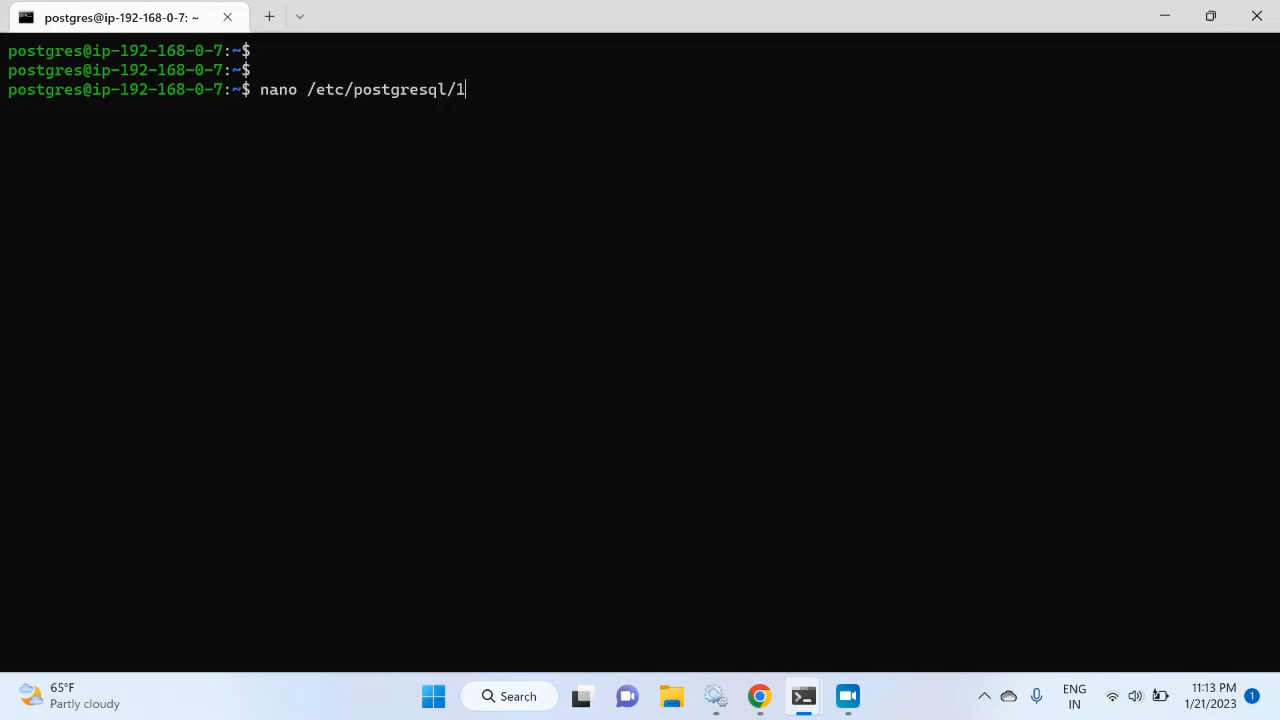 postgres@ip-192-168-0-7: ~
postgres@ip-192-168-0-7:~$
postgres@ip-192-168-0-7:~$
postgres@ip-192-168-0-7:~$ nano /etc/postgresql/1
65°F
Partly cloudy
Search
ENG
IN
11:13 PM
1/21/2023
1